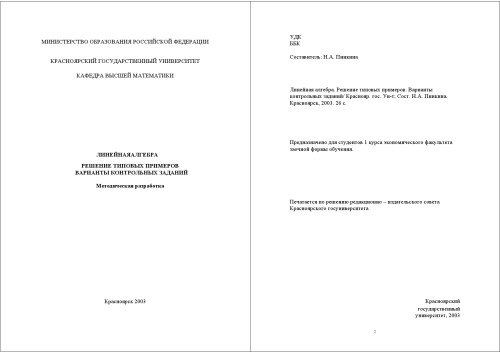 МИНИСТЕРСТВО ОБРАЗОВАНИЯ РОССИЙСКОЙ ФЕДЕРАЦИИ
КРАСНОЯРСКИЙ ГОСУДАРСТВЕННЫЙ УНИВЕРСИТЕТ
КАФЕДРА ВЫСШЕЙ МАТЕМАТИКИ
ЛИНЕЙНАЯАЛГЕБРА
РЕШЕНИЕ ТИПОВЫХ ПРИМЕРОВ
ВАРИАНТЫ КОНТРОЛЬНЫХ ЗАДАНИЙ
Методическая разработка
Красноярск 2003
УДК
ББК
Составитель: Н.А. Пинкина
Линейная алгебра: Решение типовых примеров. Варианты
контрольных заданий/ Краснояр. гос. Ун-т; Сост. Н.А. Пинкина.
Красноярск, 2003. 26 с.
Предназначено для студентов 1 курса экономического факультета
заочной формы обучения.
Печатается по решению редакционно – издательского совета
Красноярского госуниверситета
Красноярский
государственный
университет, 2003
2